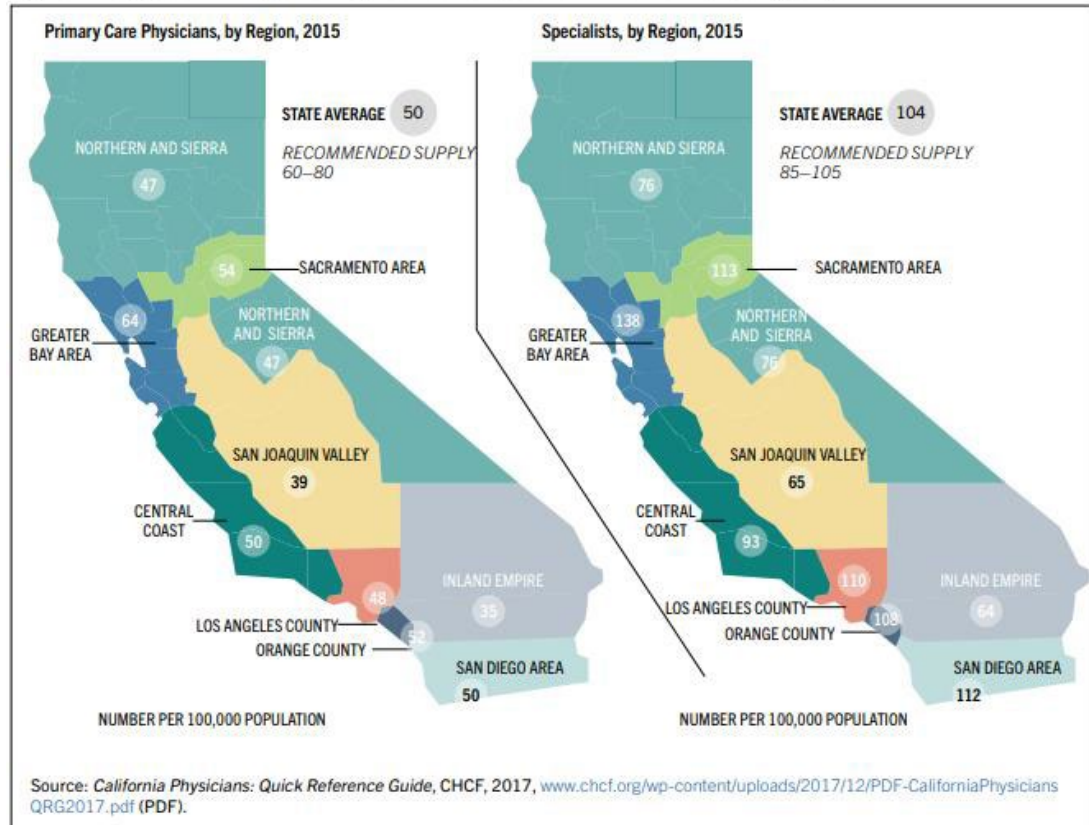 Primary Care Physicians, by Region, 2015
STATE AVERAGE 50
RECOMMENDED SUPPLY
60–80
NORTHERN AND SIERRA
47
54
SACRAMENTO AREA
64
GREATER
BAY AREA
NORTHERN
AND SIERRA
47
SAN JOAQUIN VALLEY
39
CENTRAL
COAST
50
INLAND EMPIRE
35
48
LOS ANGELES COUNTY
52
ORANGE COUNTY
SAN DIEGO AREA
50
NUMBER PER 100,000 POPULATION
Specialists, by Region, 2015
STATE AVERAGE 104
RECOMMENDED SUPPLY
85–105
NORTHERN AND SIERRA
76
113
SACRAMENTO AREA
138
GREATER
BAY AREA
NORTHERN
AND SIERRA
76
SAN JOAQUIN VALLEY
65
CENTRAL
COAST
93
110
INLAND EMPIRE
64
LOS ANGELES COUNTY
108
ORANGE COUNTY
SAN DIEGO AREA
112
NUMBER PER 100,000 POPULATION
Source: California Physicians: Quick Reference Guide, CHCF, 2017, www.chcf.org/wp-content/uploads/2017/12/PDF-CaliforniaPhysicians
QRG2017.pdf (PDF).